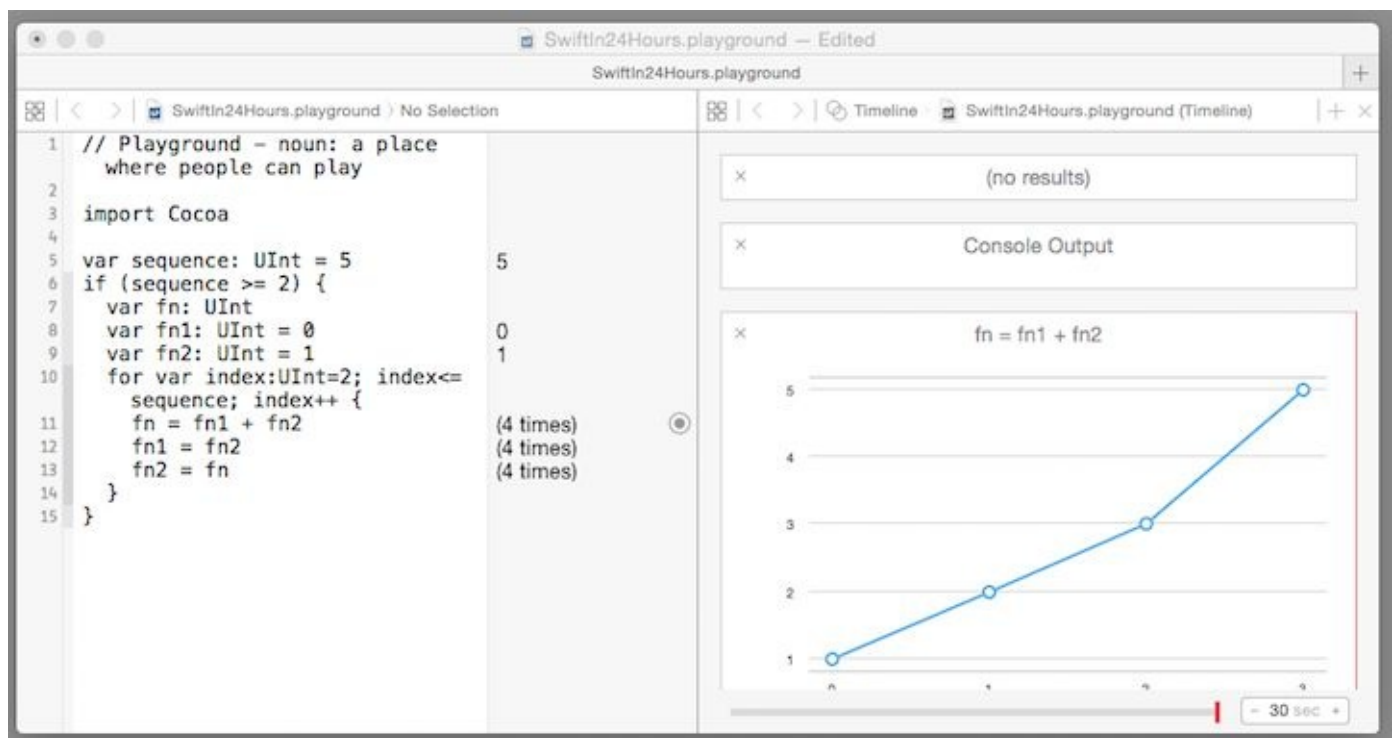 SwiftIn24Hours.playground — Edited
SwiftIn24Hours.playground
SwiftIn24Hours.playground › No Selection
Timeline SwiftIn24Hours.playground (Timeline)
1 // Playground – noun: a place
where people can play
2
3 import Cocoa
4
5 var sequence: UInt = 5 5
6 if (sequence >= 2) {
7 var fn: UInt
8 var fn1: UInt = 0 0
9 var fn2: UInt = 1 1
10 for var index:UInt=2; index<=
sequence; index++ {
11 fn = fn1 + fn2 (4 times)
12 fn1 = fn2 (4 times)
13 fn2 = fn (4 times)
14 }
15 }
(no results)
Console Output
fn = fn1 + fn2
5
4
3
2
1
- 30 sec +